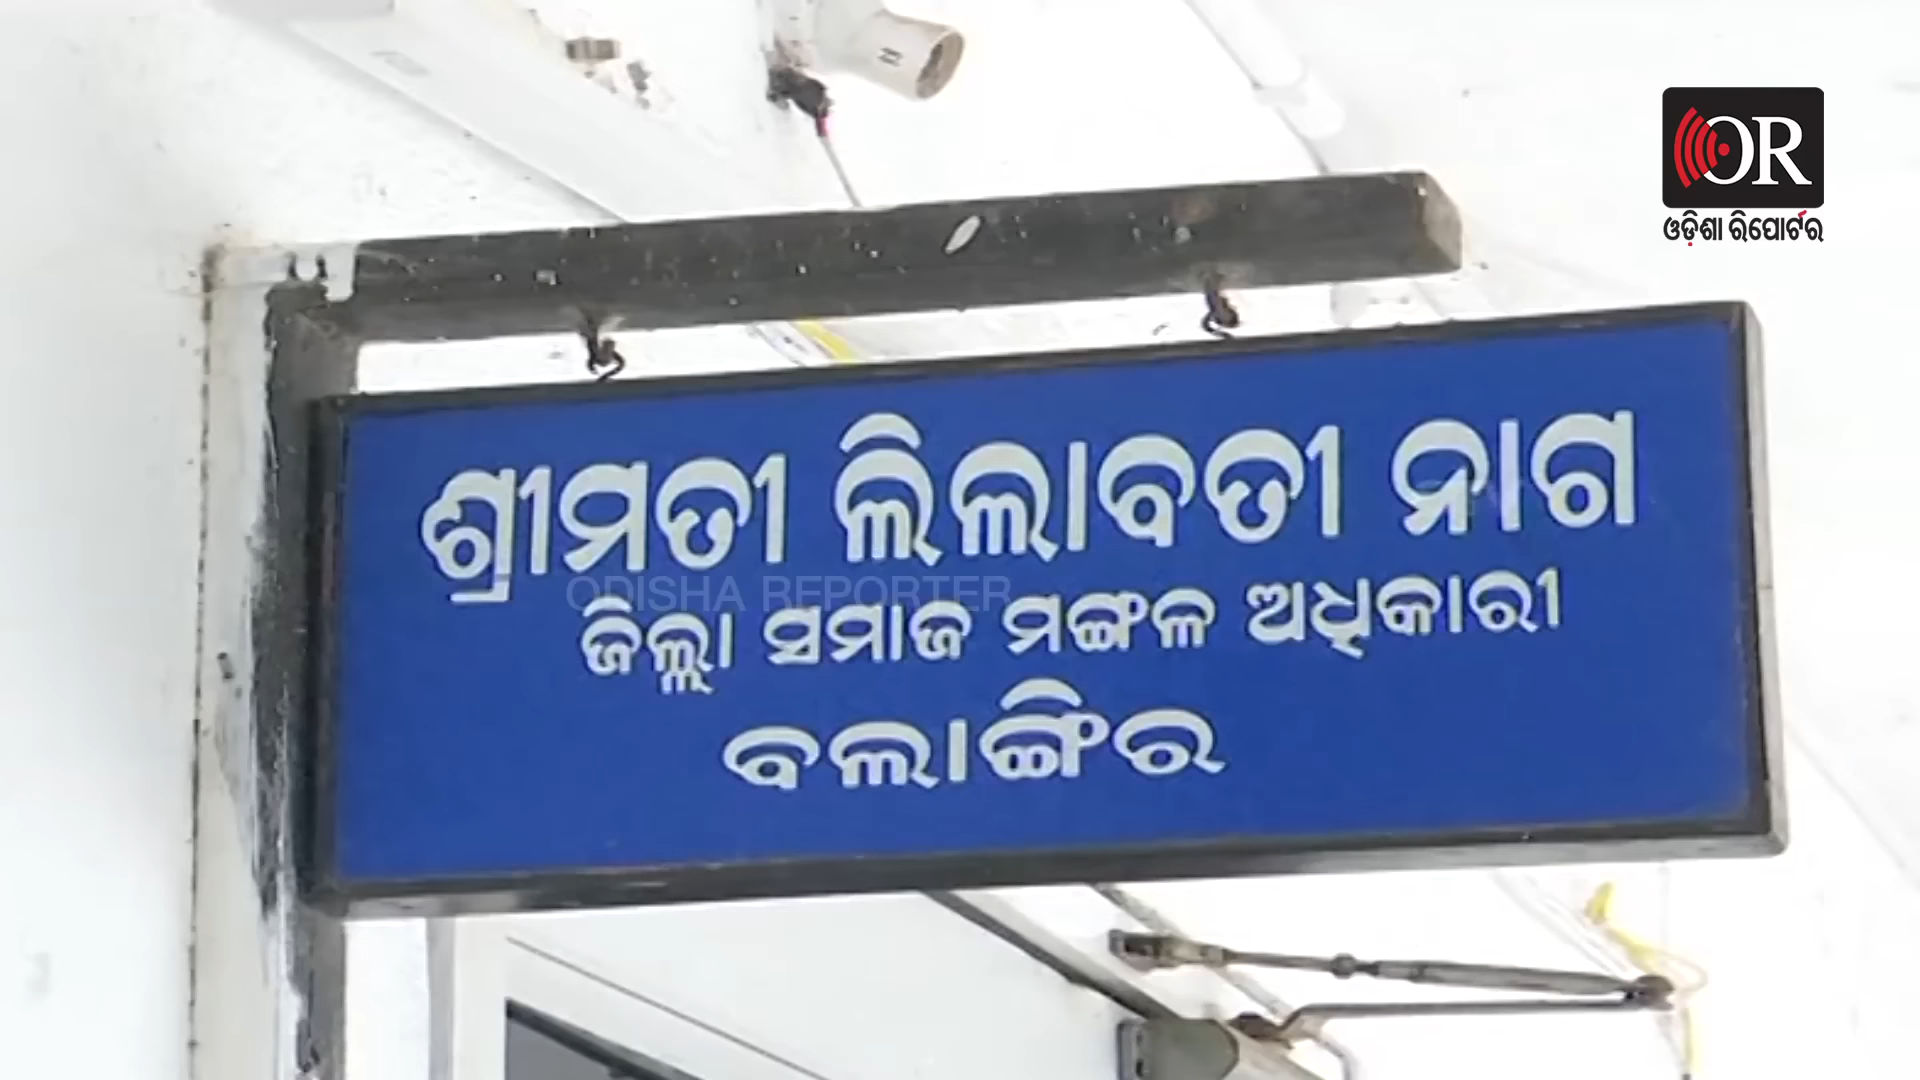 OR
ଓଡ଼ିଶା ରିପୋର୍ଟର
ଶ୍ରୀମତୀ ଲିଲାବତୀ ନାଗ
ODISHA REPORTER
ଜିଲ୍ଲା ସମାଜ ମଙ୍ଗଳ ଅଧିକାରୀ
ବଲାଙ୍ଗିର